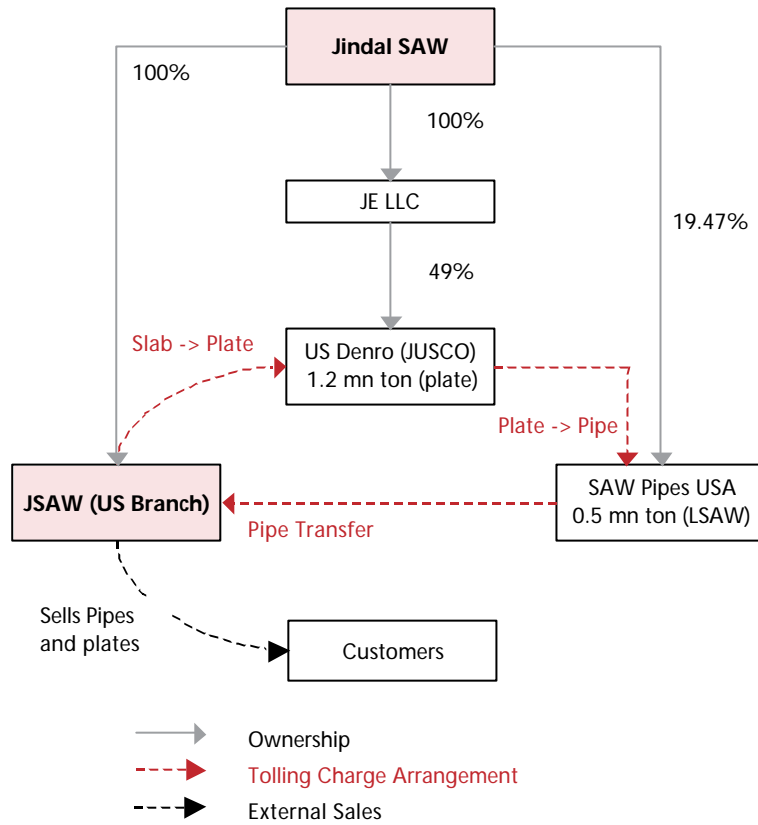 Jindal SAW
100%
100%
JE LLC
19.47%
49%
Slab -> Plate
US Denro (JUSCO)
1.2 mn ton (plate)
Plate -> Pipe
JSAW (US Branch)
SAW Pipes USA
0.5 mn ton (LSAW)
Pipe Transfer
Sells Pipes
and plates
Customers
Ownership
Tolling Charge Arrangement
External Sales